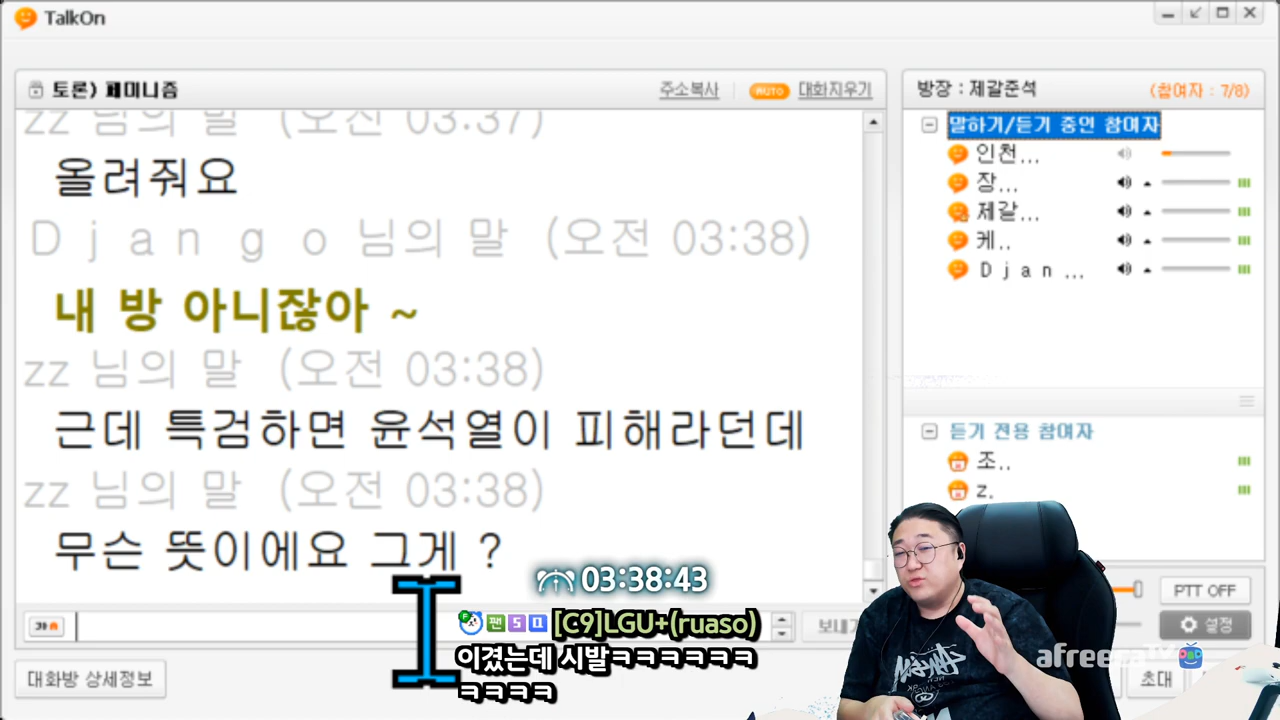 TalkOn
토론) 페미니즘
주소복사
AUTO
대화지우기
zz 님의 말 (오전 03:37)
올려줘요
D j a n g o 님의 말 (오전 03:38)
내 방 아니잖아 ~
zz 님의 말 (오전 03:38)
근데 특검하면 윤석열이 피해라던데
zz 님의 말 (오전 03:38)
무슨 뜻이에요 그게 ?
방장 : 제갈준석
(참여자 : 7/8)
말하기/듣기 중인 참여자
인천...
장...
제갈...
케..
D j a n ...
듣기 전용 참여자
조..
z.
PTT OFF
설정
초대
03:38:43
팬 5 [C9]LGU+(ruaso)
이겼는데 시발ㅋㅋㅋㅋㅋㅋ
ㅋㅋㅋㅋ
가
보내기
대화방 상세정보